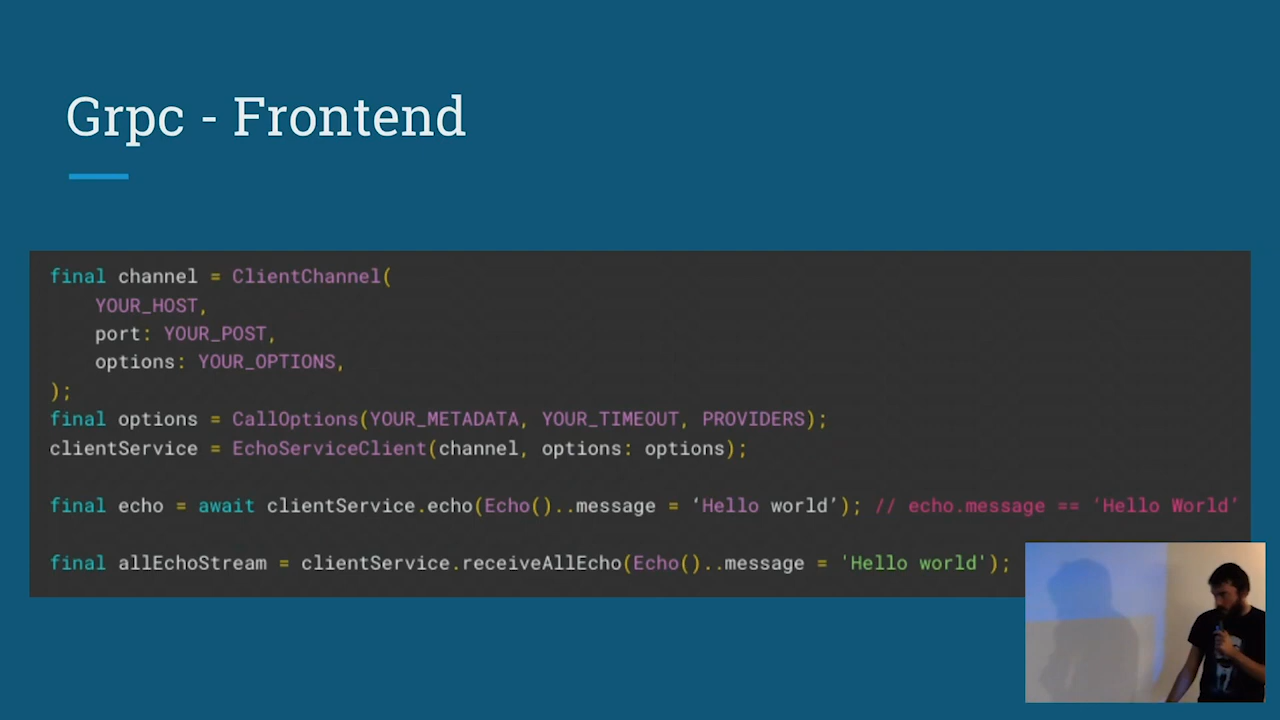 Grpc - Frontend
final channel = ClientChannel(
    YOUR_HOST,
    port: YOUR_POST,
    options: YOUR_OPTIONS,
);
final options = CallOptions(YOUR_METADATA, YOUR_TIMEOUT, PROVIDERS);
clientService = EchoServiceClient(channel, options: options);
final echo = await clientService.echo(Echo()..message = ‘Hello world’); // echo.message == ‘Hello World’
final allEchoStream = clientService.receiveAllEcho(Echo()..message = 'Hello world');